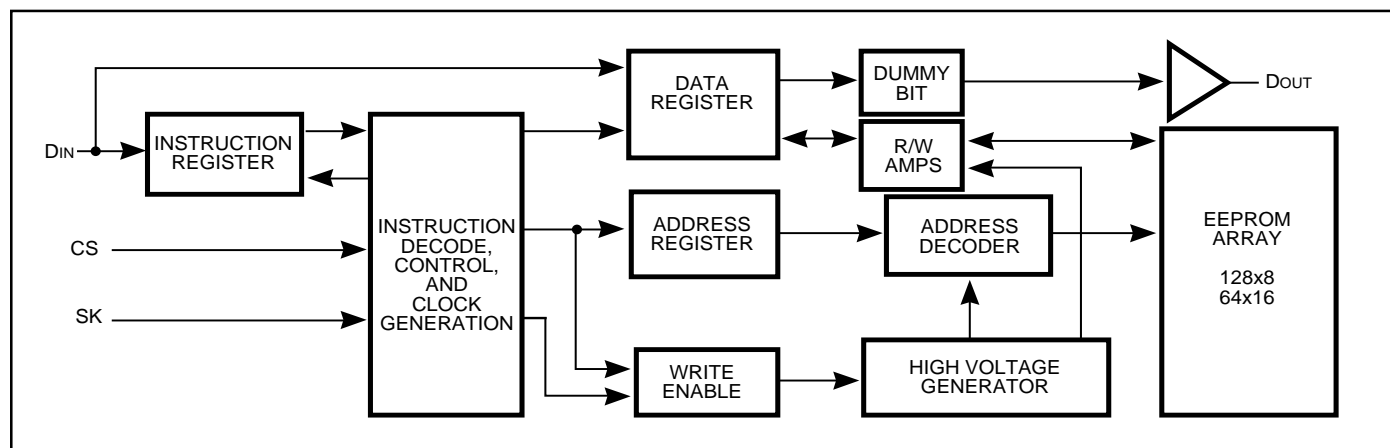 DATA
REGISTER
DUMMY
BIT
DOUT
DIN
INSTRUCTION
REGISTER
R/W
AMPS
CS
SK
INSTRUCTION
DECODE,
CONTROL,
AND
CLOCK
GENERATION
ADDRESS
REGISTER
ADDRESS
DECODER
EEPROM
ARRAY
128x8
64x16
WRITE
ENABLE
HIGH VOLTAGE
GENERATOR